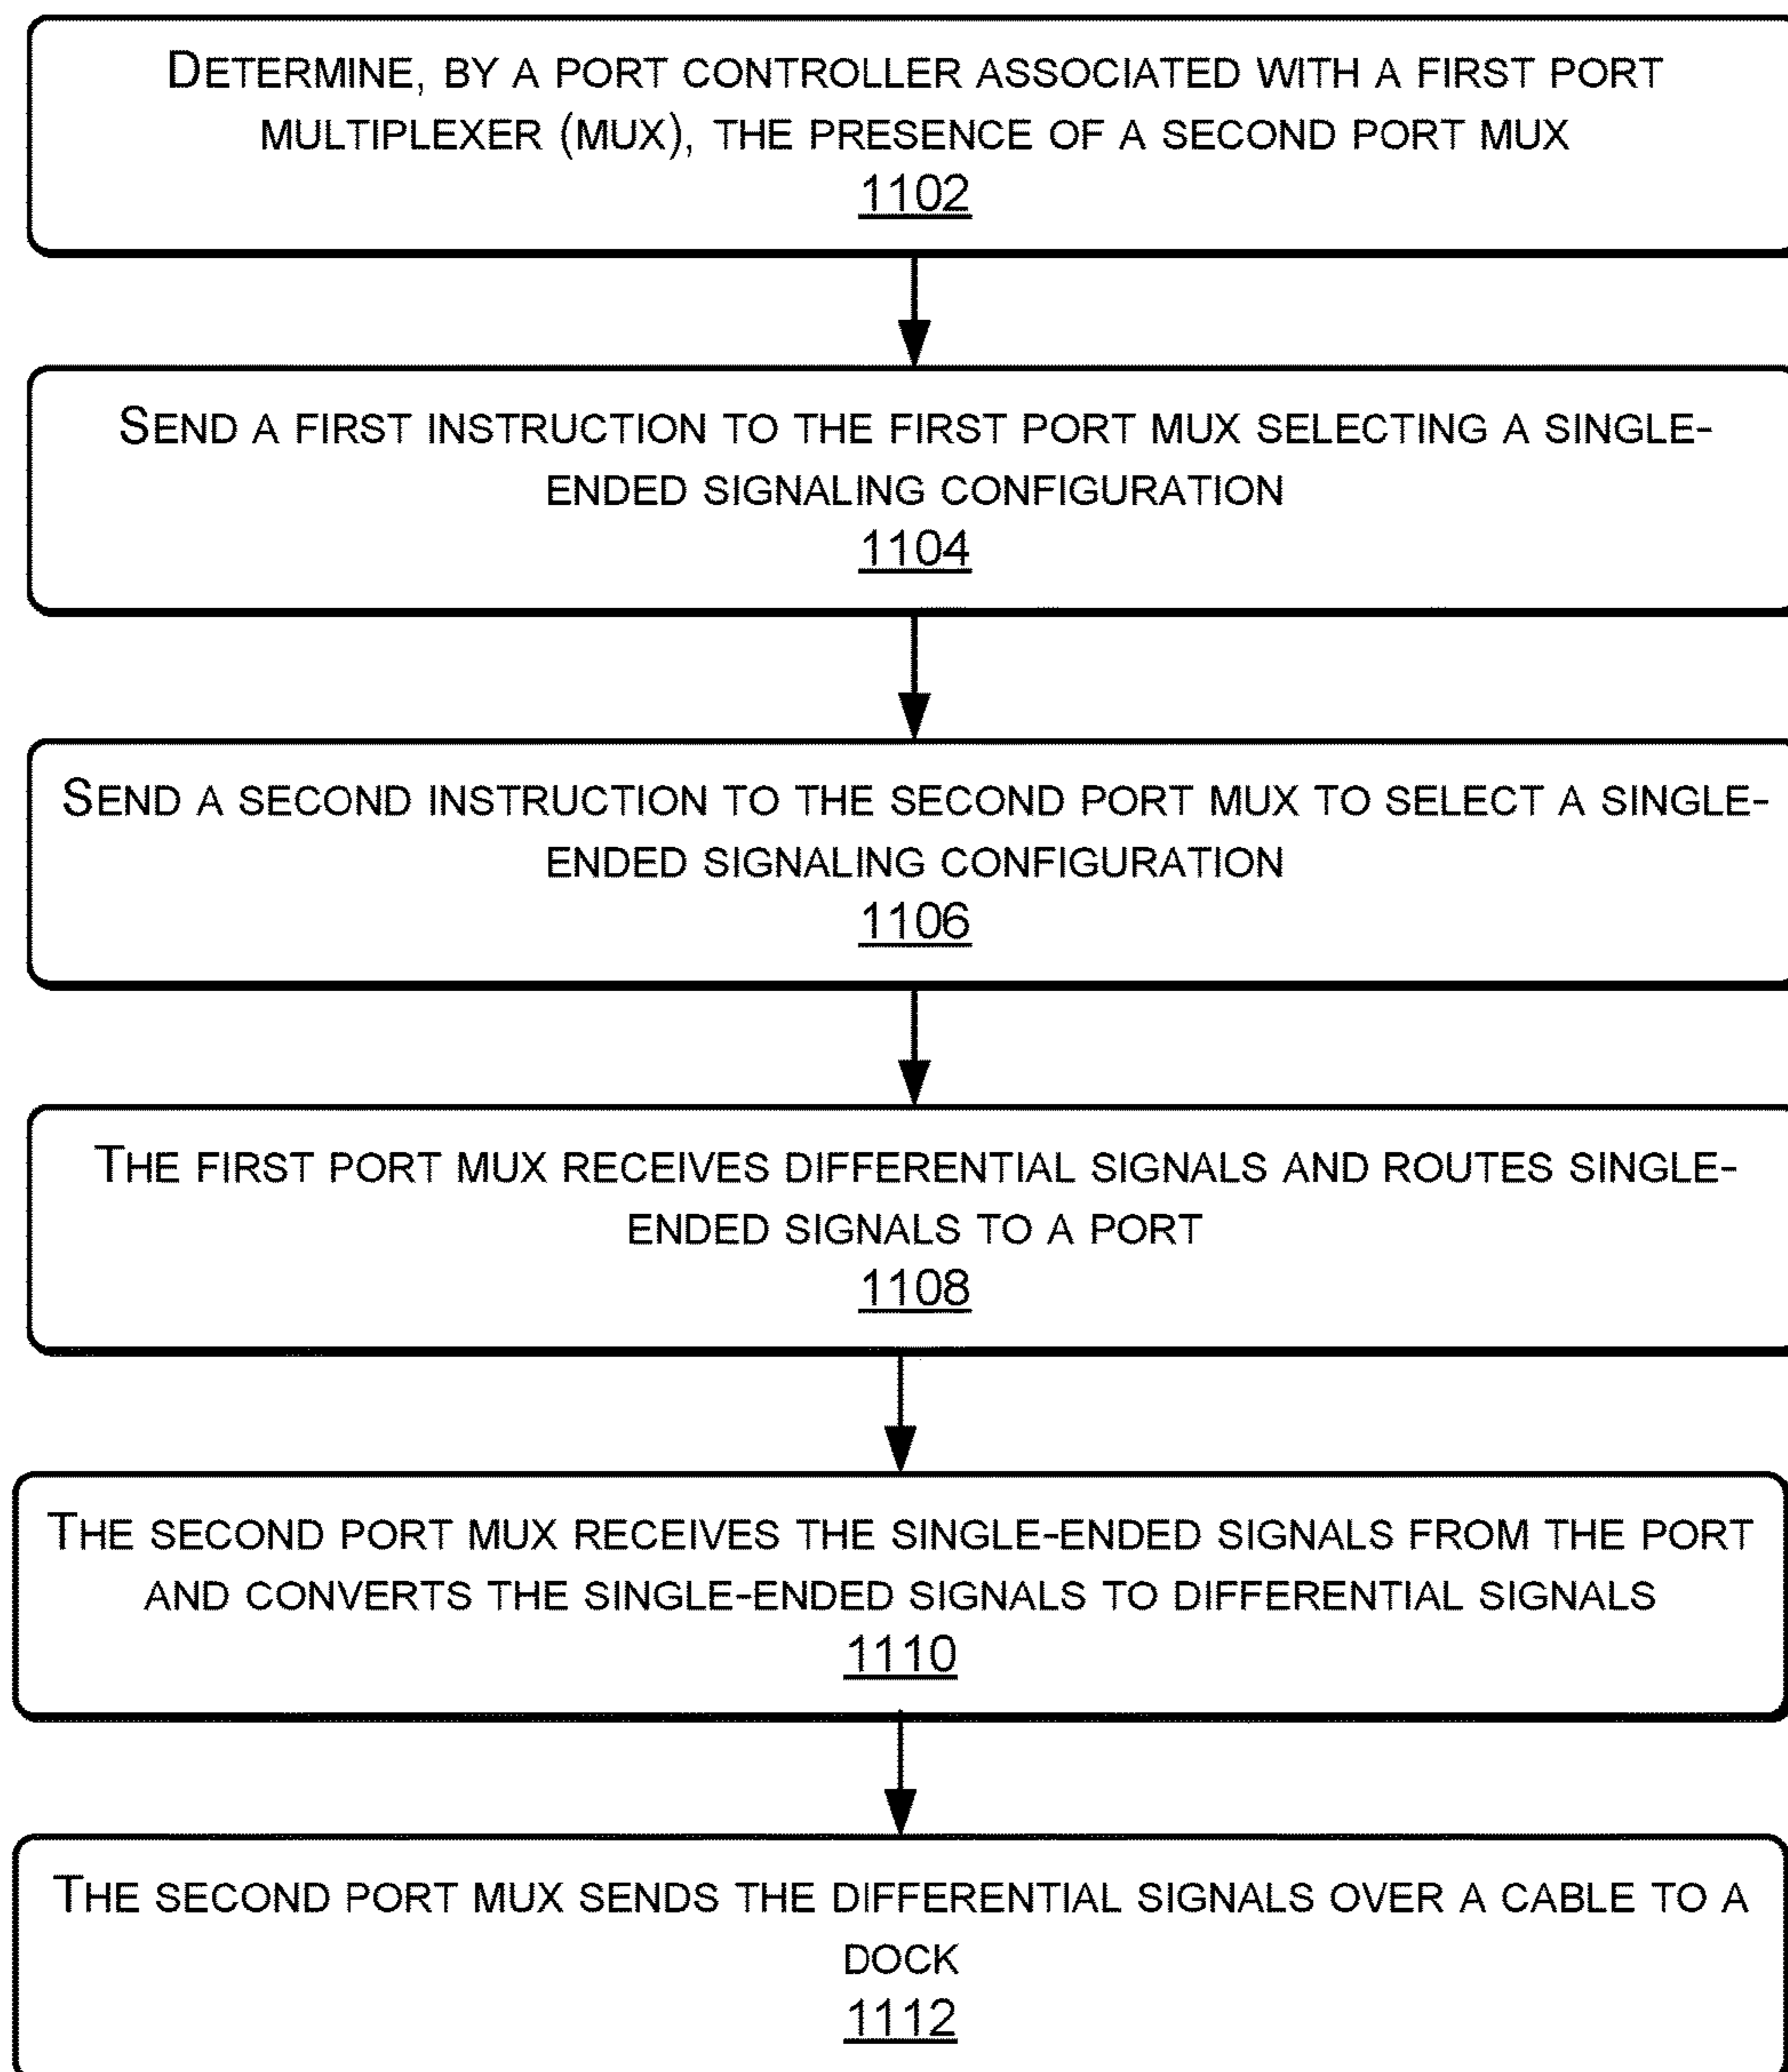 DETERMINE, BY A PORT CONTROLLER ASSOCIATED WITH A FIRST PORT
MULTIPLEXER (MUX), THE PRESENCE OF A SECOND PORT MUX
1102
SEND A FIRST INSTRUCTION TO THE FIRST PORT MUX SELECTING A SINGLE-
ENDED SIGNALING CONFIGURATION
1104
SEND A SECOND INSTRUCTION TO THE SECOND PORT MUX TO SELECT A SINGLE-
ENDED SIGNALING CONFIGURATION
1106
THE FIRST PORT MUX RECEIVES DIFFERENTIAL SIGNALS AND ROUTES SINGLE-
ENDED SIGNALS TO A PORT
1108
THE SECOND PORT MUX RECEIVES THE SINGLE-ENDED SIGNALS FROM THE PORT
AND CONVERTS THE SINGLE-ENDED SIGNALS TO DIFFERENTIAL SIGNALS
1110
THE SECOND PORT MUX SENDS THE DIFFERENTIAL SIGNALS OVER A CABLE TO A
DOCK
1112